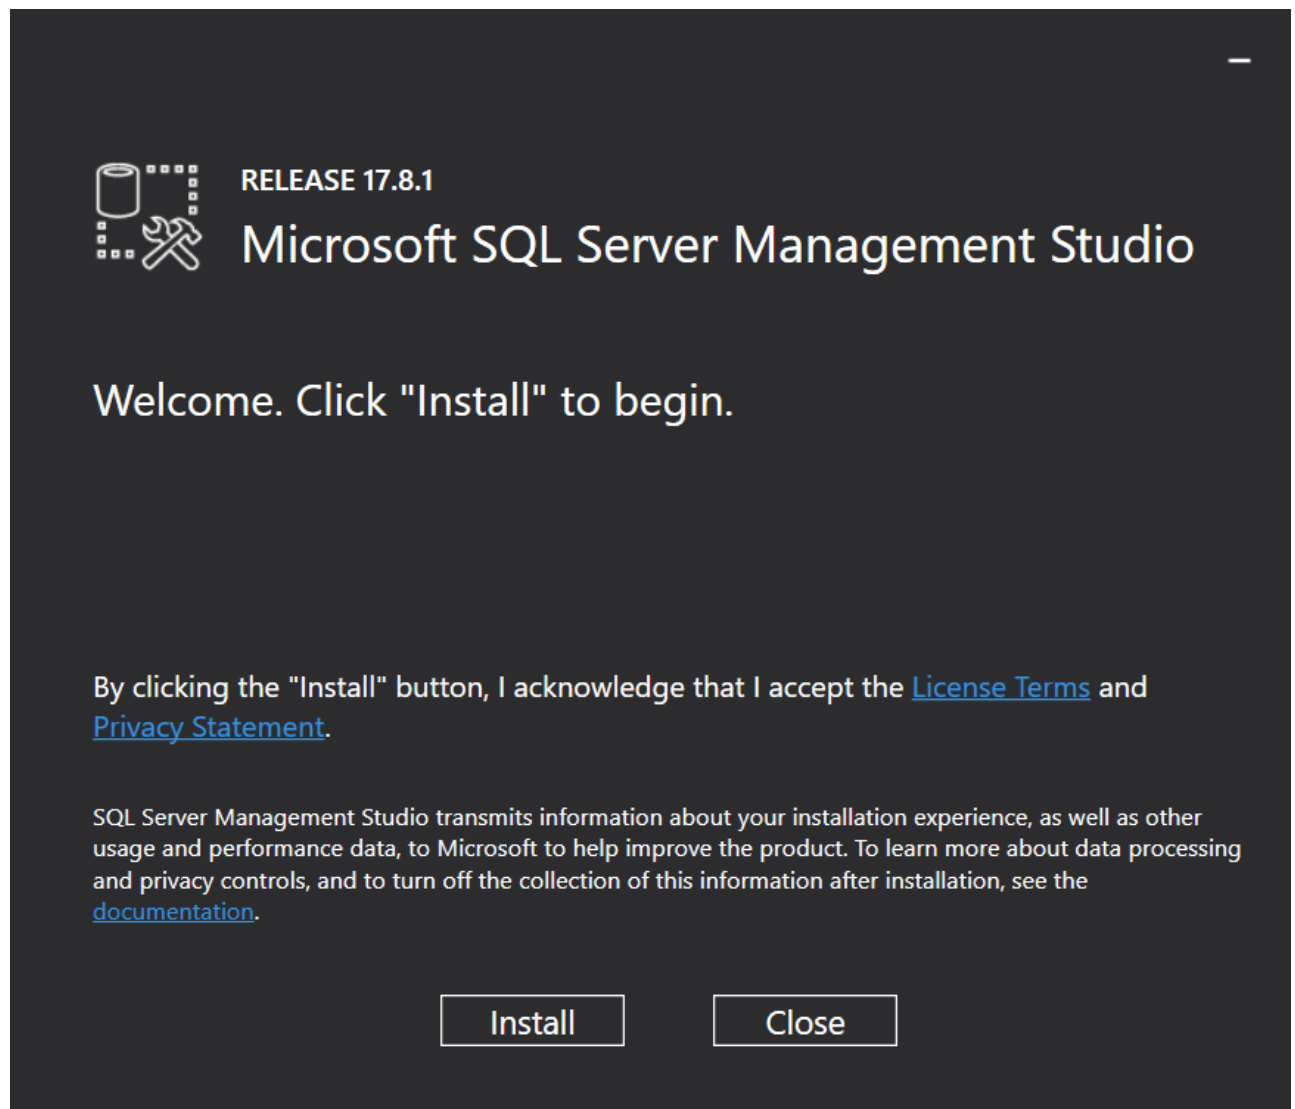 RELEASE 17.8.1
Microsoft SQL Server Management Studio
Welcome. Click "Install" to begin.
By clicking the "Install" button, I acknowledge that I accept the License Terms and
Privacy Statement.
SQL Server Management Studio transmits information about your installation experience, as well as other
usage and performance data, to Microsoft to help improve the product. To learn more about data processing
and privacy controls, and to turn off the collection of this information after installation, see the
documentation.
Install Close